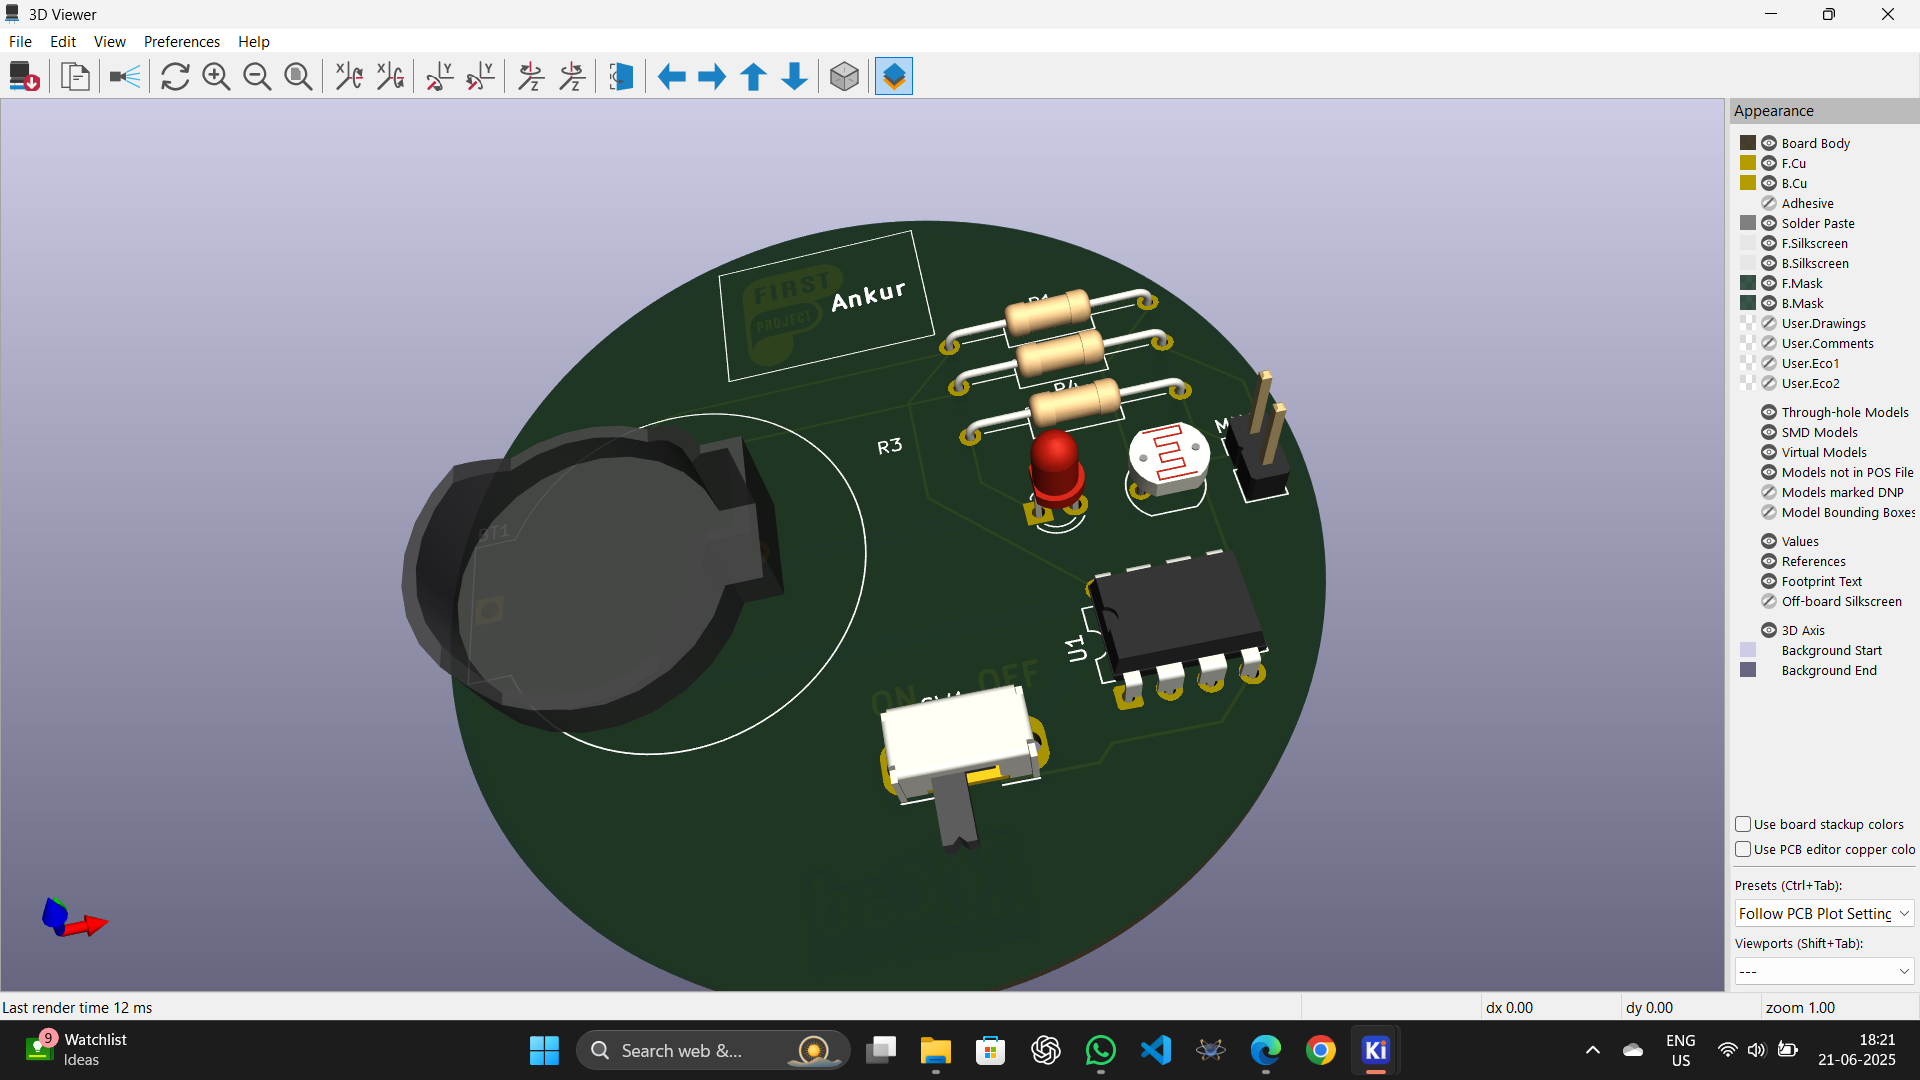 3D Viewer
File Edit View Preferences Help
Appearance
Board Body
F.Cu
B.Cu
Adhesive
Solder Paste
F.Silkscreen
B.Silkscreen
F.Mask
B.Mask
User.Drawings
User.Comments
User.Eco1
User.Eco2
Through-hole Models
SMD Models
Virtual Models
Models not in POS File
Models marked DNP
Model Bounding Boxes
Values
References
Footprint Text
Off-board Silkscreen
3D Axis
Background Start
Background End
Use board stackup colors
Use PCB editor copper colo
Presets (Ctrl+Tab):
Follow PCB Plot Setting
Viewports (Shift+Tab):
---
FIRST
PROJECT
Ankur
R4
R3
BT1
U1
ON OFF
Last render time 12 ms
dx 0.00
dy 0.00
zoom 1.00
9
Watchlist
Ideas
Search web &...
Ki
ENG
US
18:21
21-06-2025